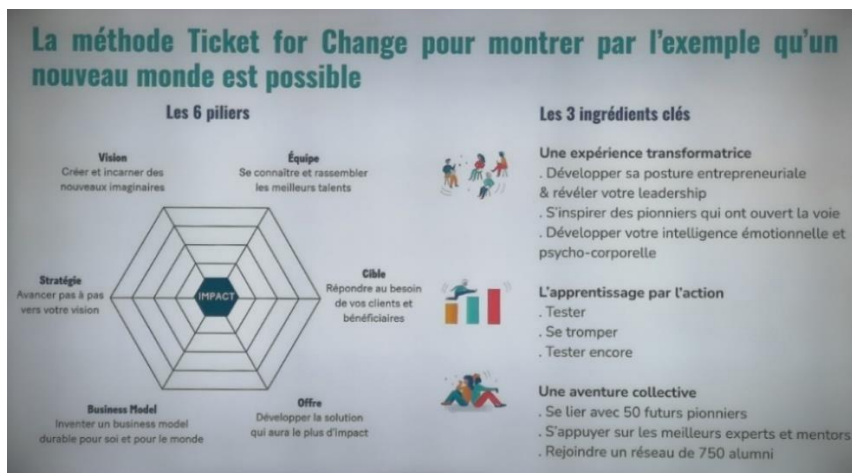 La méthode Ticket for Change pour montrer par l'exemple qu'un
nouveau monde est possible
Les 6 piliers
Vision
Créer et incarner des
nouveaux imaginaires
Équipe
Se connaître et rassembler
les meilleurs talents
Stratégie
Avancer pas à pas
vers votre vision
IMPACT
Cible
Répondre au besoin
de vos clients et
bénéficiaires
Business Model
Inventer un business model
durable pour soi et pour le monde
Offre
Développer la solution
qui aura le plus d'impact
Les 3 ingrédients clés
Une expérience transformatrice
. Développer sa posture entrepreneuriale
& révéler votre leadership
. S'inspirer des pionniers qui ont ouvert la voie
. Développer votre intelligence émotionnelle et
psycho-corporelle
L'apprentissage par l'action
. Tester
. Se tromper
. Tester encore
Une aventure collective
. Se lier avec 50 futurs pionniers
. S'appuyer sur les meilleurs experts et mentors
. Rejoindre un réseau de 750 alumni